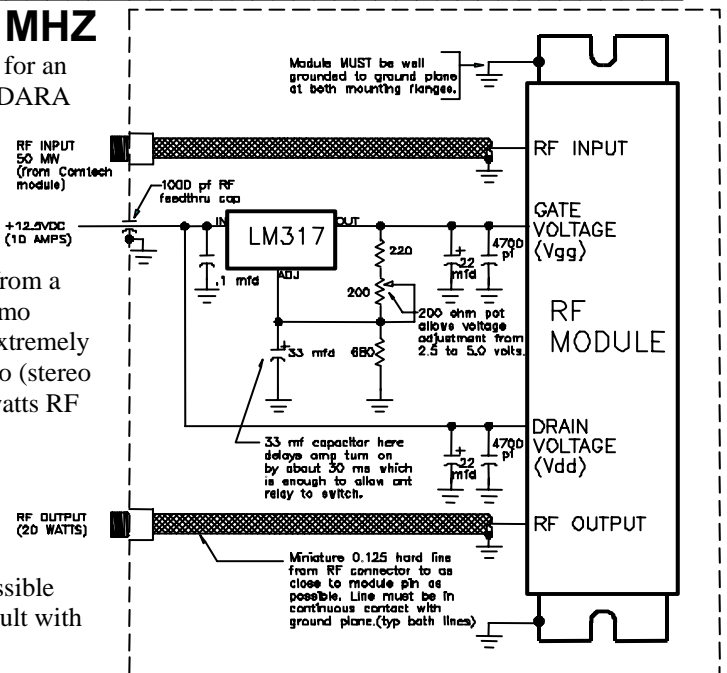 MHZ
for an
DARA
rom a
mo
xtremely
o (stereo
vatts RF
ssible
ult with
Module MUST be well
grounded to ground plane
at both mounting flanges.
RF INPUT
50 MW
(from Comtech
module)
RF INPUT
1000 pf RF
feedthru cap
+12.5VDC
(10 AMPS)
IN
LM317
OUT
ADJ
.1 mfd
220
200
680
+
33 mfd
+
22
mfd
4700
pf
GATE
VOLTAGE
(Vgg)
200 ohm pot
allows voltage
adjustment from
2.5 to 5.0 volts.
RF
MODULE
33 mf capacitor here
delays amp turn on
by about 30 ms which
is enough to allow ant
relay to switch.
+
22
mfd
4700
pf
DRAIN
VOLTAGE
(Vdd)
RF OUTPUT
(20 WATTS)
RF OUTPUT
Miniature 0.125 hard line
from RF connector to as
close to module pin as
possible. Line must be in
continuous contact with
ground plane.(typ both lines)